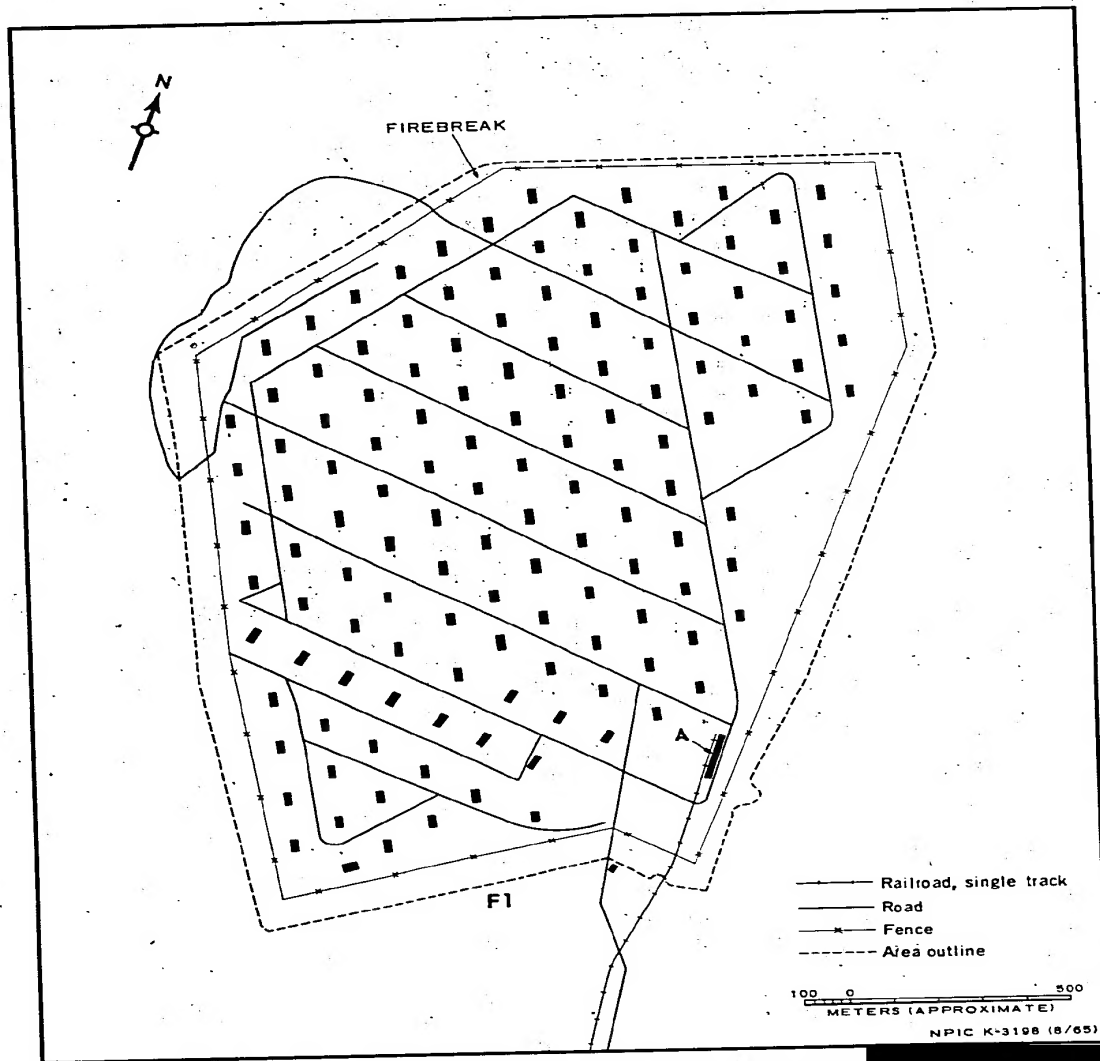 N
FIREBREAK
A
F1
Railroad, single track
Road
Fence
Area outline
100 0 500
METERS (APPROXIMATE)
NPIC K-3198 (8/65)